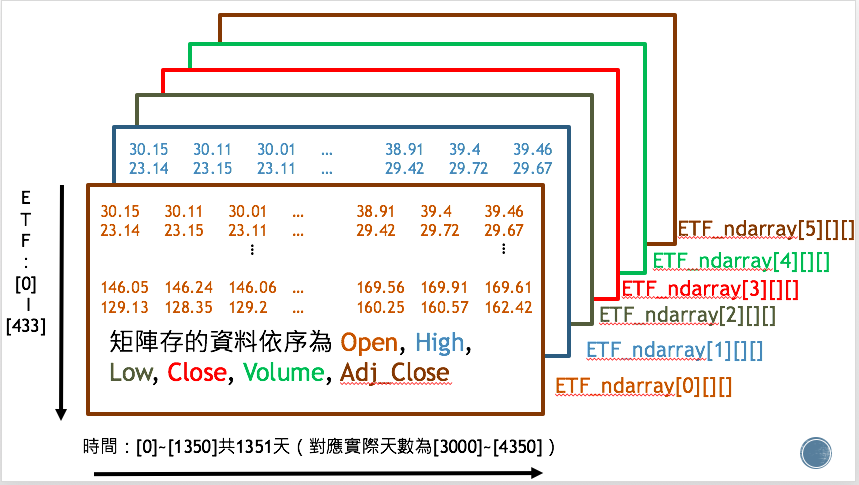 30.15 30.11 30.01 ... 38.91 39.4 39.46
23.14 23.15 23.11 ... 29.42 29.72 29.67
30.15 30.11 30.01 ... 38.91 39.4 39.46
23.14 23.15 23.11 ... 29.42 29.72 29.67
⋮ ⋮
146.05 146.24 146.06 ... 169.56 169.91 169.61
129.13 128.35 129.2 ... 160.25 160.57 162.42
矩陣存的資料依序為 Open, High,
Low, Close, Volume, Adj_Close
E
T
F
:
[0]
|
[433]
ETF_ndarray[5][][]
ETF_ndarray[4][][]
ETF_ndarray[3][][]
ETF_ndarray[2][][]
ETF_ndarray[1][][]
ETF_ndarray[0][][]
時間：[0]~[1350]共1351天（對應實際天數為[3000]~[4350]）